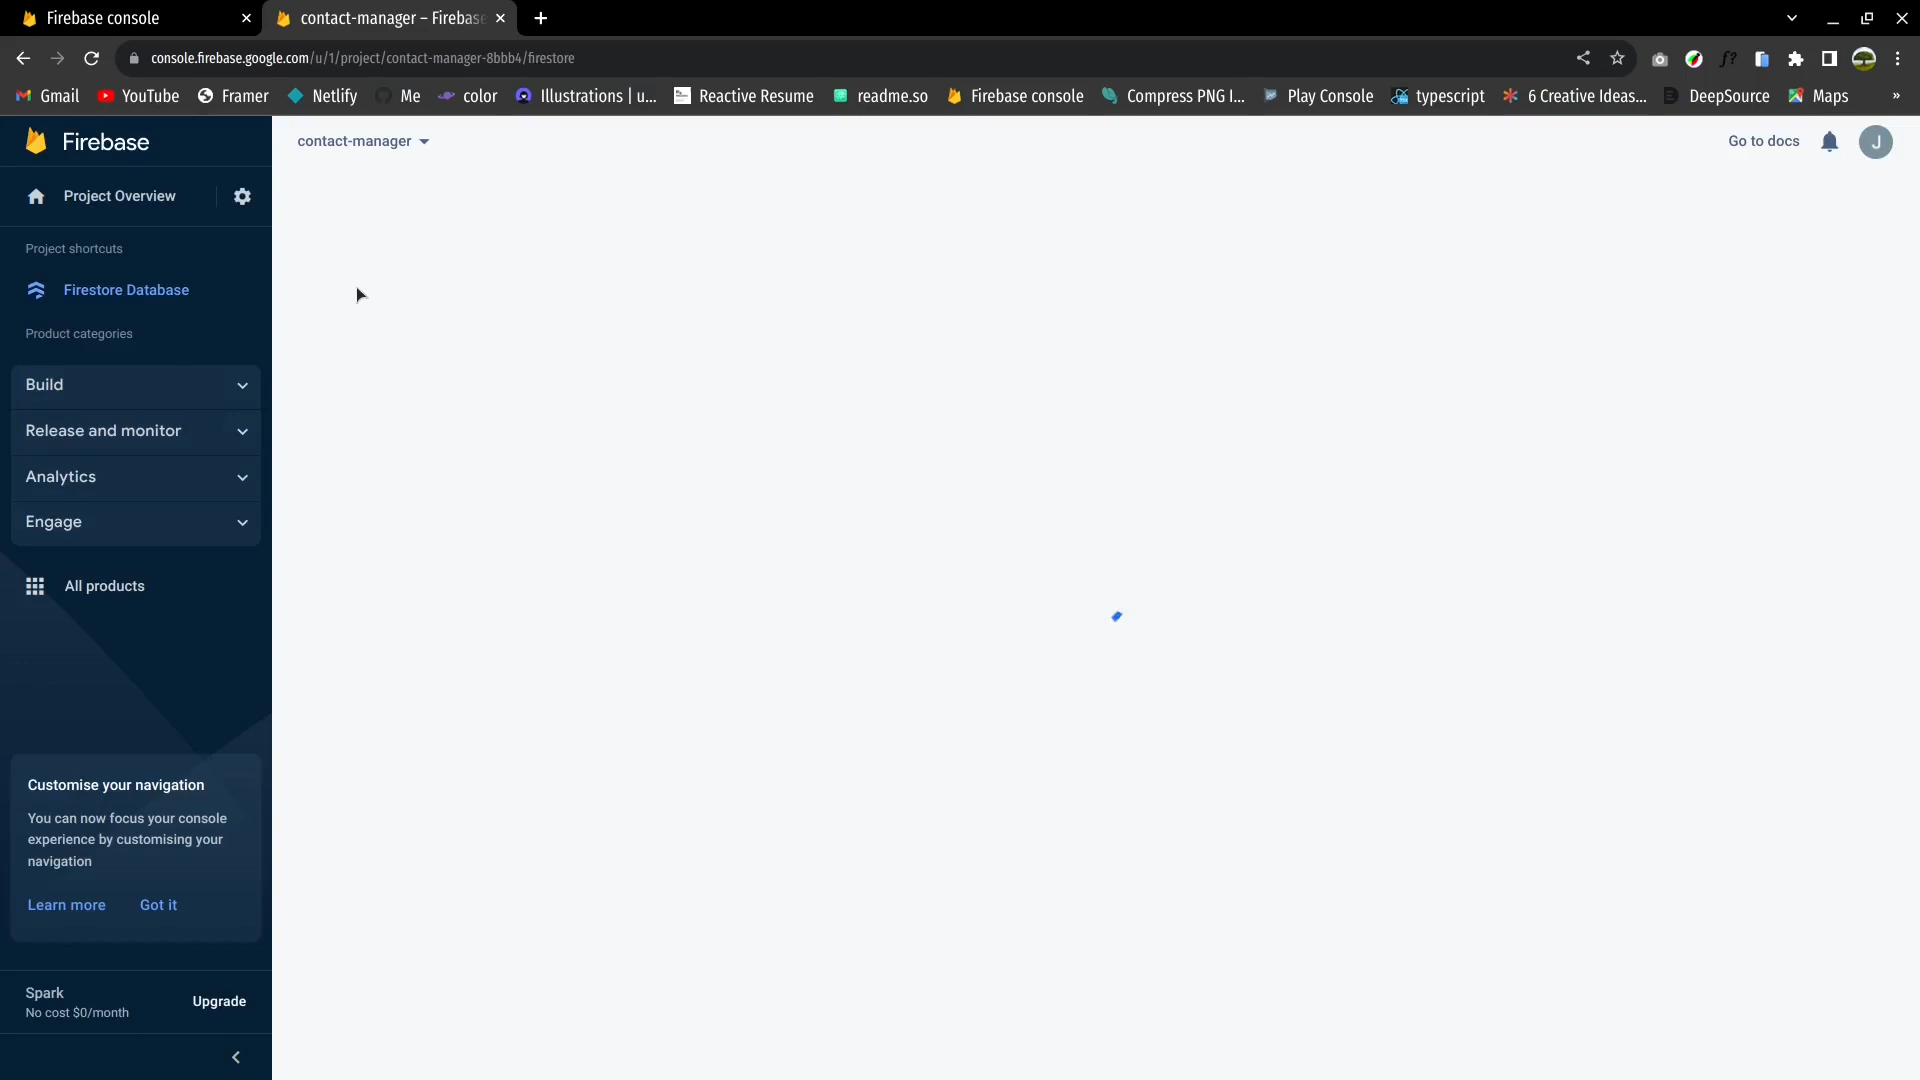 Firebase console
contact-manager – Firebase
console.firebase.google.com/u/1/project/contact-manager-8bbb4/firestore
f?
Gmail
YouTube
Framer
Netlify
Me
color
Illustrations | u...
Reactive Resume
readme.so
Firebase console
Compress PNG I...
Play Console
typescript
6 Creative Ideas...
DeepSource
Maps
»
Firebase
contact-manager
Go to docs
J
Project Overview
Project shortcuts
Firestore Database
Product categories
Build
Release and monitor
Analytics
Engage
All products
Customise your navigation
You can now focus your console
experience by customising your
navigation
Learn more
Got it
Spark
No cost $0/month
Upgrade